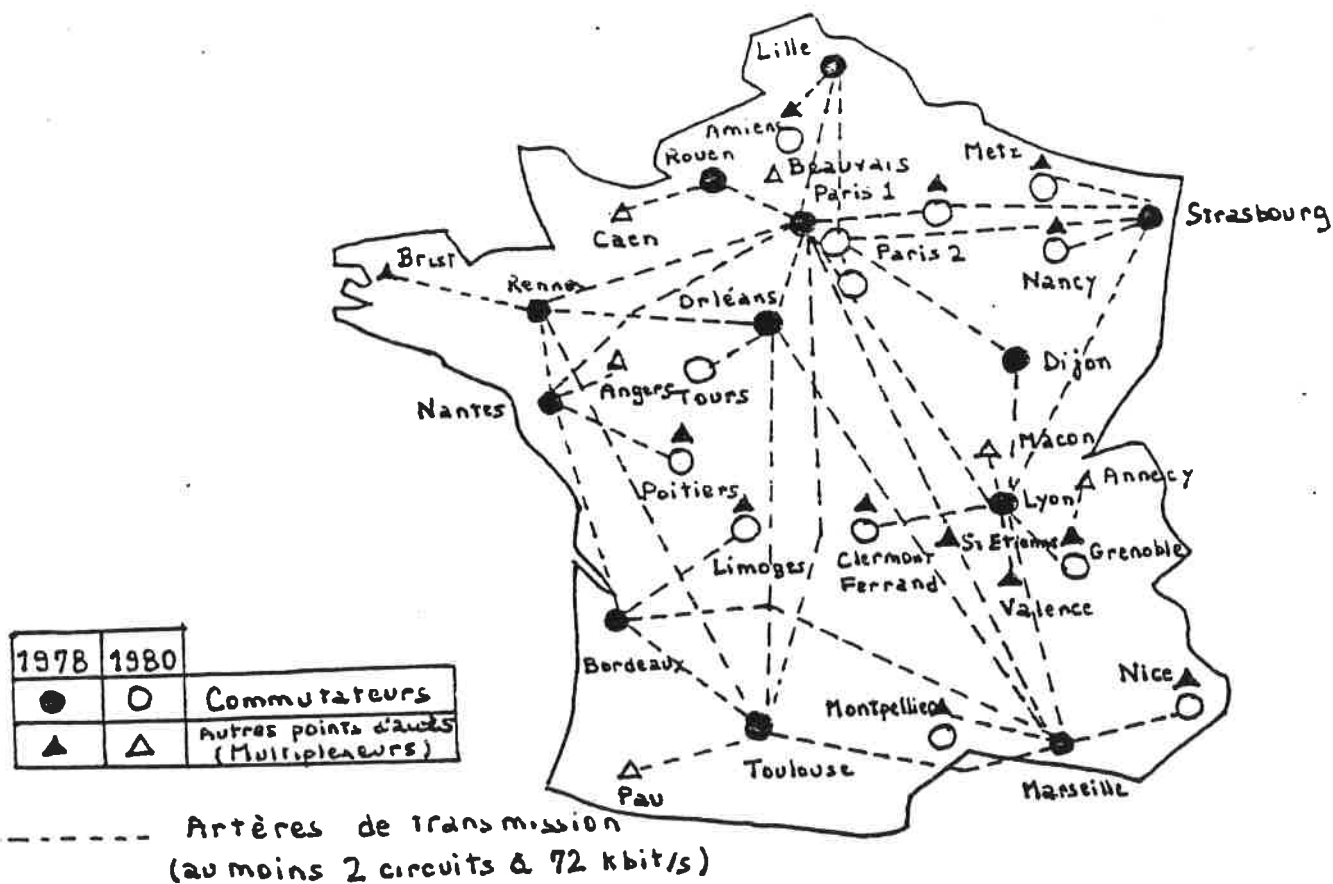 Lille
Amiens
Rouen
Beauvais
Metz
Paris 1
Strasbourg
Caen
Paris 2
Nancy
Brest
Rennes
Orléans
Dijon
Angers
Tours
Nantes
Mâcon
Annecy
Poitiers
Lyon
St Etienne
Clermont
Ferrand
Grenoble
Limoges
Valence
Bordeaux
Nice
Montpellier
Toulouse
Marseille
Pau
1978 1980
Commutateurs
Autres points d'accès
(Multiplexeurs)
Artères de transmission
(au moins 2 circuits à 72 kbit/s)